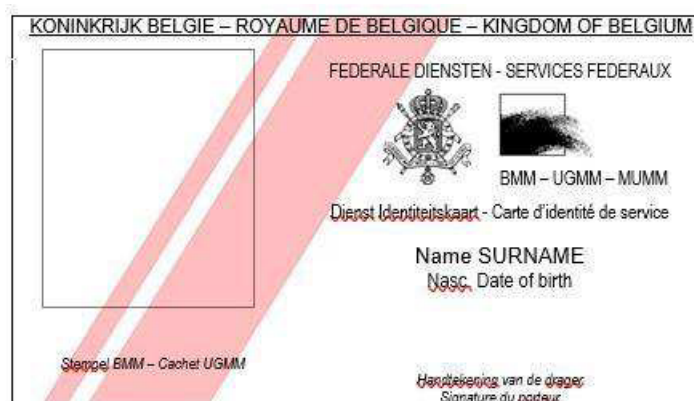 KONINKRIJK BELGIE – ROYAUME DE BELGIQUE – KINGDOM OF BELGIUM
FEDERALE DIENSTEN - SERVICES FEDERAUX
BMM – UGMM – MUMM
Dienst Identiteitskaart - Carte d'identité de service
Name SURNAME
Nasc. Date of birth
Stempel BMM – Cachet UGMM
Handtekening van de drager
Signature du porteur